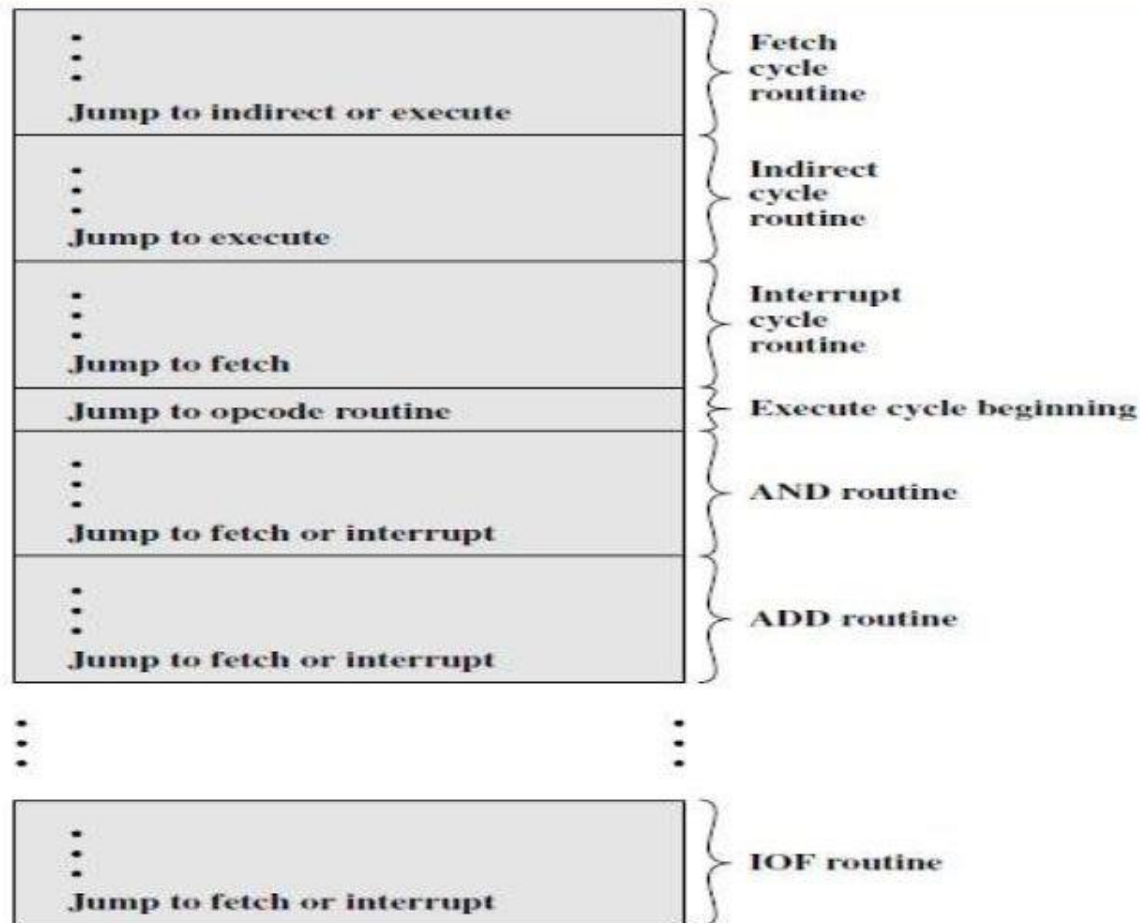 Fetch
cycle
routine
Jump to indirect or execute
Indirect
cycle
routine
Jump to execute
Interrupt
cycle
routine
Jump to fetch
Jump to opcode routine
Execute cycle beginning
AND routine
Jump to fetch or interrupt
ADD routine
Jump to fetch or interrupt
IOF routine
Jump to fetch or interrupt